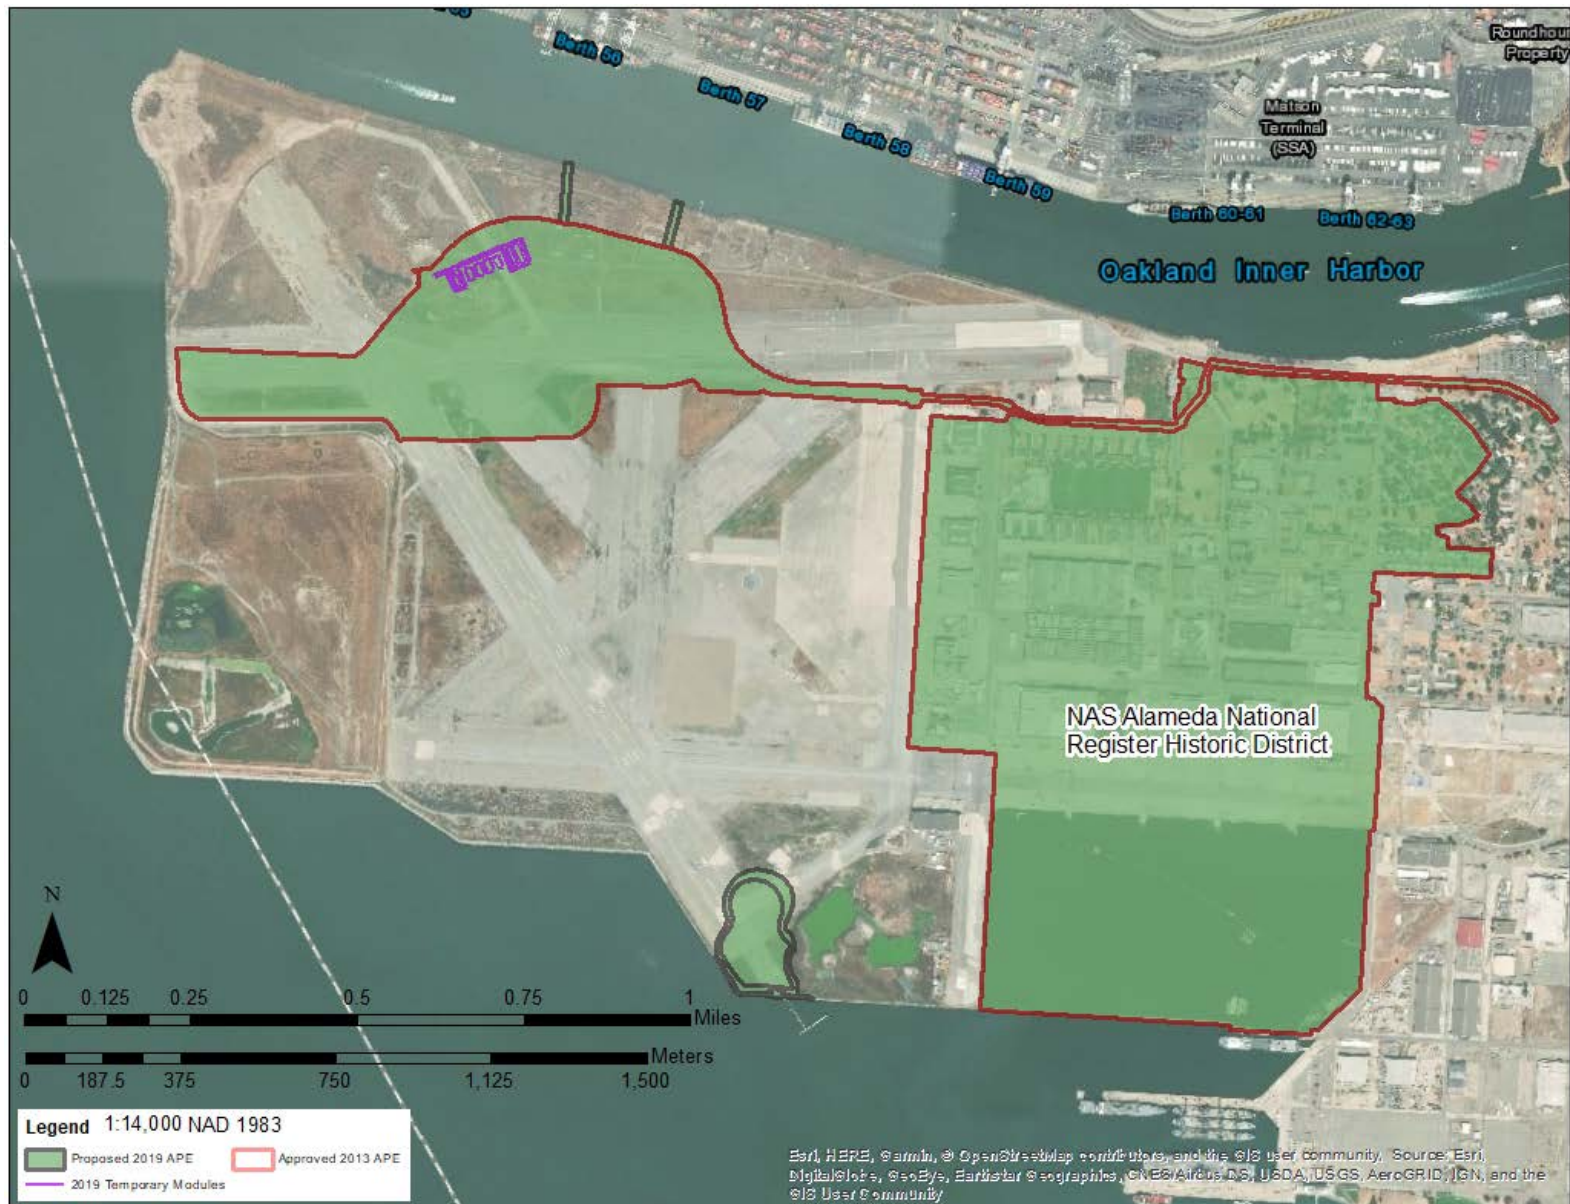 Berth 56
Berth 57
Berth 58
Berth 59
Roundhou
Property
Matson
Terminal
(SSA)
Berth 60-61
Berth 62-63
Oakland Inner Harbor
NAS Alameda National
Register Historic District
N
0 0.125 0.25 0.5 0.75 1
Miles
Meters
0 187.5 375 750 1,125 1,500
Legend 1:14,000 NAD 1983
Proposed 2019 APE Approved 2013 APE
2019 Temporary Modules
Esri, HERE, Garmin, © OpenStreetMap contributors, and the GIS user community, Source: Esri,
DigitalGlobe, GeoEye, Earthstar Geographics, CNES/Airbus DS, USDA, USGS, AeroGRID, IGN, and the
GIS User Community